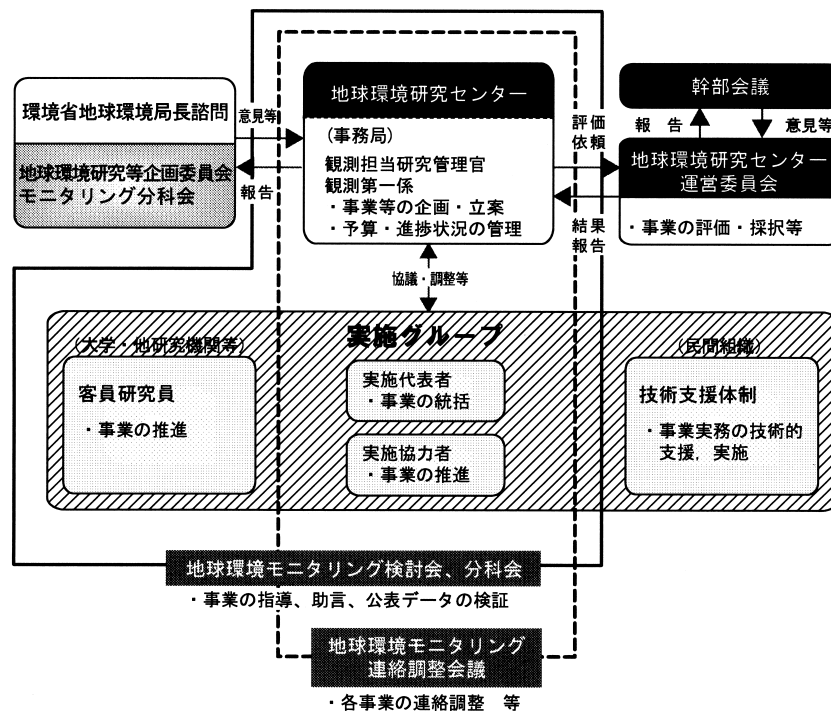 環境省地球環境局長諮問
地球環境研究等企画委員会
モニタリング分科会
意見等
報告
地球環境研究センター
(事務局)
観測担当研究管理官
観測第一係
・事業等の企画・立案
・予算・進捗状況の管理
評価
依頼
結果
報告
幹部会議
報 告
意見等
地球環境研究センター
運営委員会
・事業の評価・採択等
協議・調整等
実施グループ
(大学・他研究機関等)
客員研究員
・事業の推進
実施代表者
・事業の統括
実施協力者
・事業の推進
(民間組織)
技術支援体制
・事業実務の技術的
支援, 実施
地球環境モニタリング検討会、分科会
・事業の指導、助言、公表データの検証
地球環境モニタリング
連絡調整会議
・各事業の連絡調整 等